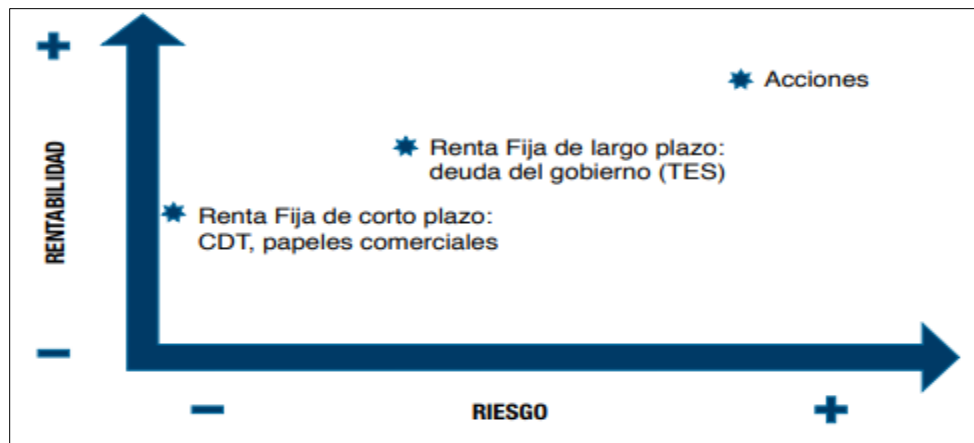 +
Acciones
Renta Fija de largo plazo:
deuda del gobierno (TES)
RENTABILIDAD
Renta Fija de corto plazo:
CDT, papeles comerciales
−
− RIESGO +